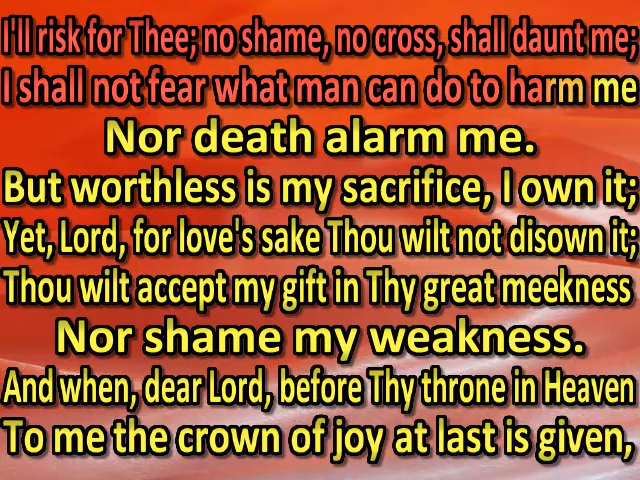 I'll risk for Thee; no shame, no cross, shall daunt me;
I shall not fear what man can do to harm me
Nor death alarm me.
But worthless is my sacrifice, I own it;
Yet, Lord, for love's sake Thou wilt not disown it;
Thou wilt accept my gift in Thy great meekness
Nor shame my weakness.
And when, dear Lord, before Thy throne in Heaven
To me the crown of joy at last is given,